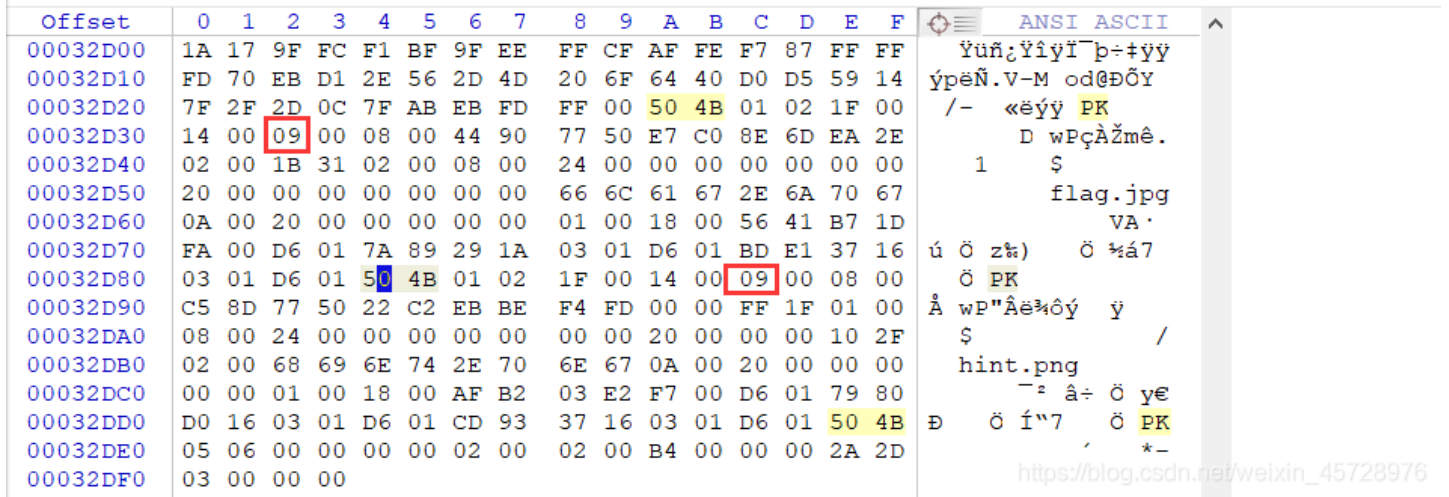 Offset 0 1 2 3 4 5 6 7 8 9 A B C D E F ANSI ASCII
00032D00 1A 17 9F FC F1 BF 9F EE FF CF AF FE F7 87 FF FF Ÿüñ¿ŸîÿÏ¯þ÷‡ÿÿ
00032D10 FD 70 EB D1 2E 56 2D 4D 20 6F 64 40 D0 D5 59 14 ýpëÑ.V-M od@ÐÕY
00032D20 7F 2F 2D 0C 7F AB EB FD FF 00 50 4B 01 02 1F 00 /- «ëýÿ PK
00032D30 14 00 09 00 08 00 44 90 77 50 E7 C0 8E 6D EA 2E D wPçÀŽmê.
00032D40 02 00 1B 31 02 00 08 00 24 00 00 00 00 00 00 00 1 $
00032D50 20 00 00 00 00 00 00 00 66 6C 61 67 2E 6A 70 67 flag.jpg
00032D60 0A 00 20 00 00 00 00 00 01 00 18 00 56 41 B7 1D VA·
00032D70 FA 00 D6 01 7A 89 29 1A 03 01 D6 01 BD E1 37 16 ú Ö z‰) Ö ½á7
00032D80 03 01 D6 01 50 4B 01 02 1F 00 14 00 09 00 08 00 Ö PK
00032D90 C5 8D 77 50 22 C2 EB BE F4 FD 00 00 FF 1F 01 00 Å wP"Âë¾ôý ÿ
00032DA0 08 00 24 00 00 00 00 00 00 00 20 00 00 00 10 2F $ /
00032DB0 02 00 68 69 6E 74 2E 70 6E 67 0A 00 20 00 00 00 hint.png
00032DC0 00 00 01 00 18 00 AF B2 03 E2 F7 00 D6 01 79 80 ¯² â÷ Ö y€
00032DD0 D0 16 03 01 D6 01 CD 93 37 16 03 01 D6 01 50 4B Ð Ö Í“7 Ö PK
00032DE0 05 06 00 00 00 00 02 00 02 00 B4 00 00 00 2A 2D ´ *-
00032DF0 03 00 00 00
https://blog.csdn.net/weixin_45728976